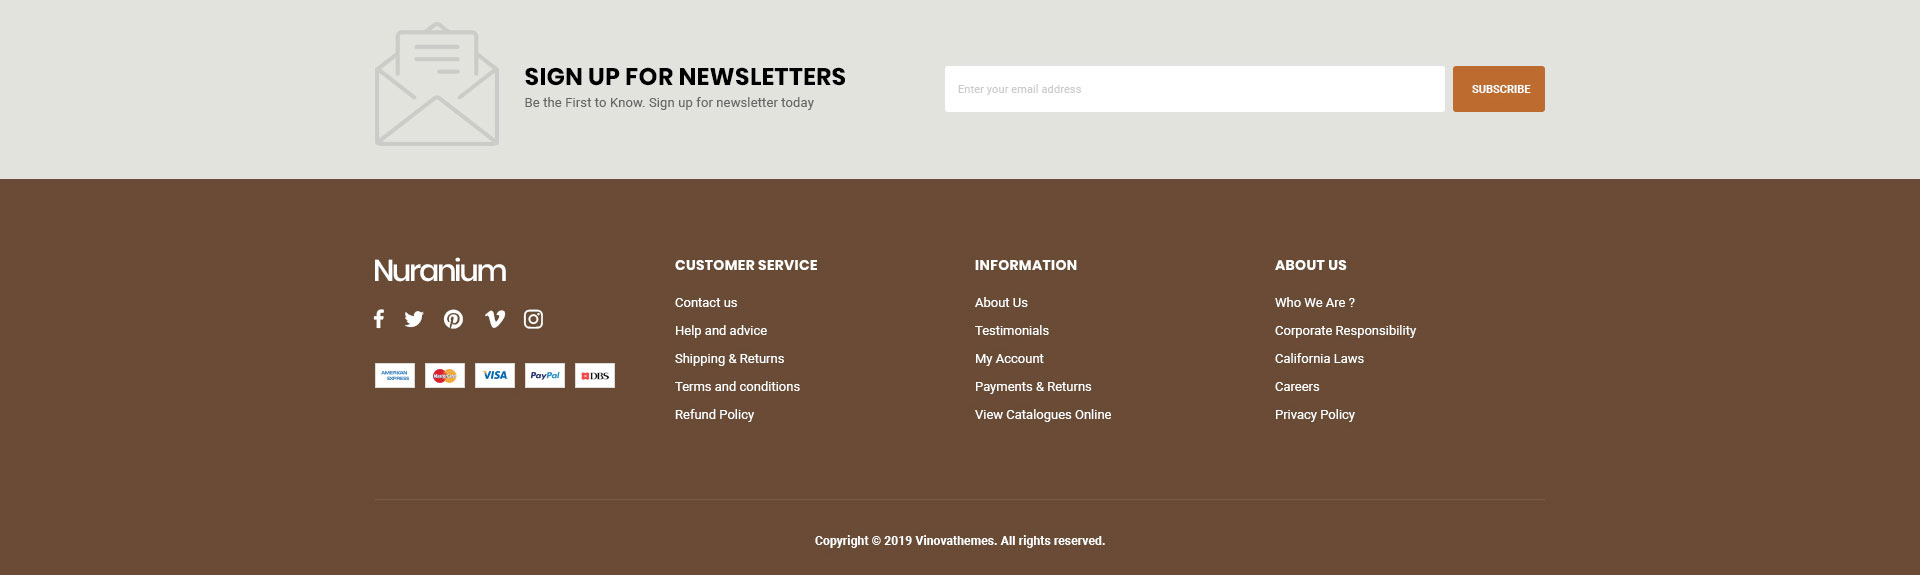 SIGN UP FOR NEWSLETTERS
Be the First to Know. Sign up for newsletter today
Enter your email address
SUBSCRIBE
Nuranium
AMERICAN
EXPRESS
MasterCard
VISA
PayPal
DBS
CUSTOMER SERVICE
Contact us
Help and advice
Shipping & Returns
Terms and conditions
Refund Policy
INFORMATION
About Us
Testimonials
My Account
Payments & Returns
View Catalogues Online
ABOUT US
Who We Are ?
Corporate Responsibility
California Laws
Careers
Privacy Policy
Copyright © 2019 Vinovathemes. All rights reserved.